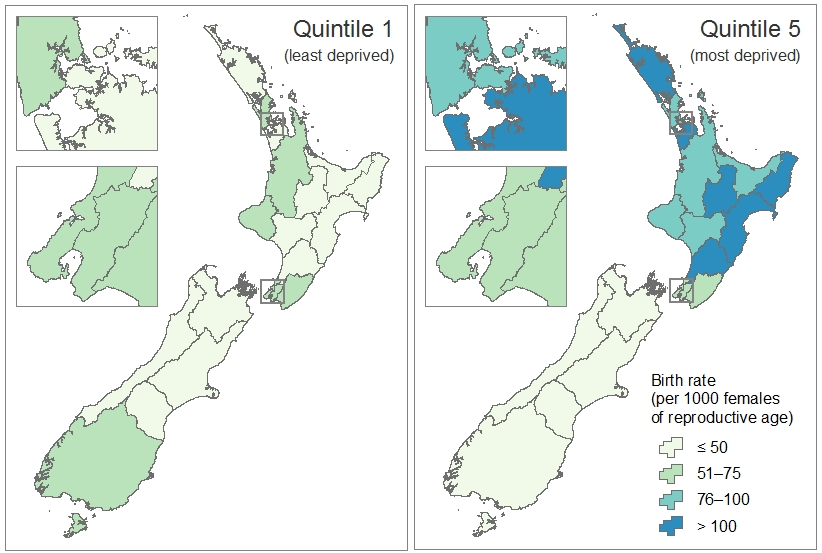 Quintile 1
(least deprived)
Quintile 5
(most deprived)
Birth rate
(per 1000 females
of reproductive age)
≤ 50
51–75
76–100
> 100